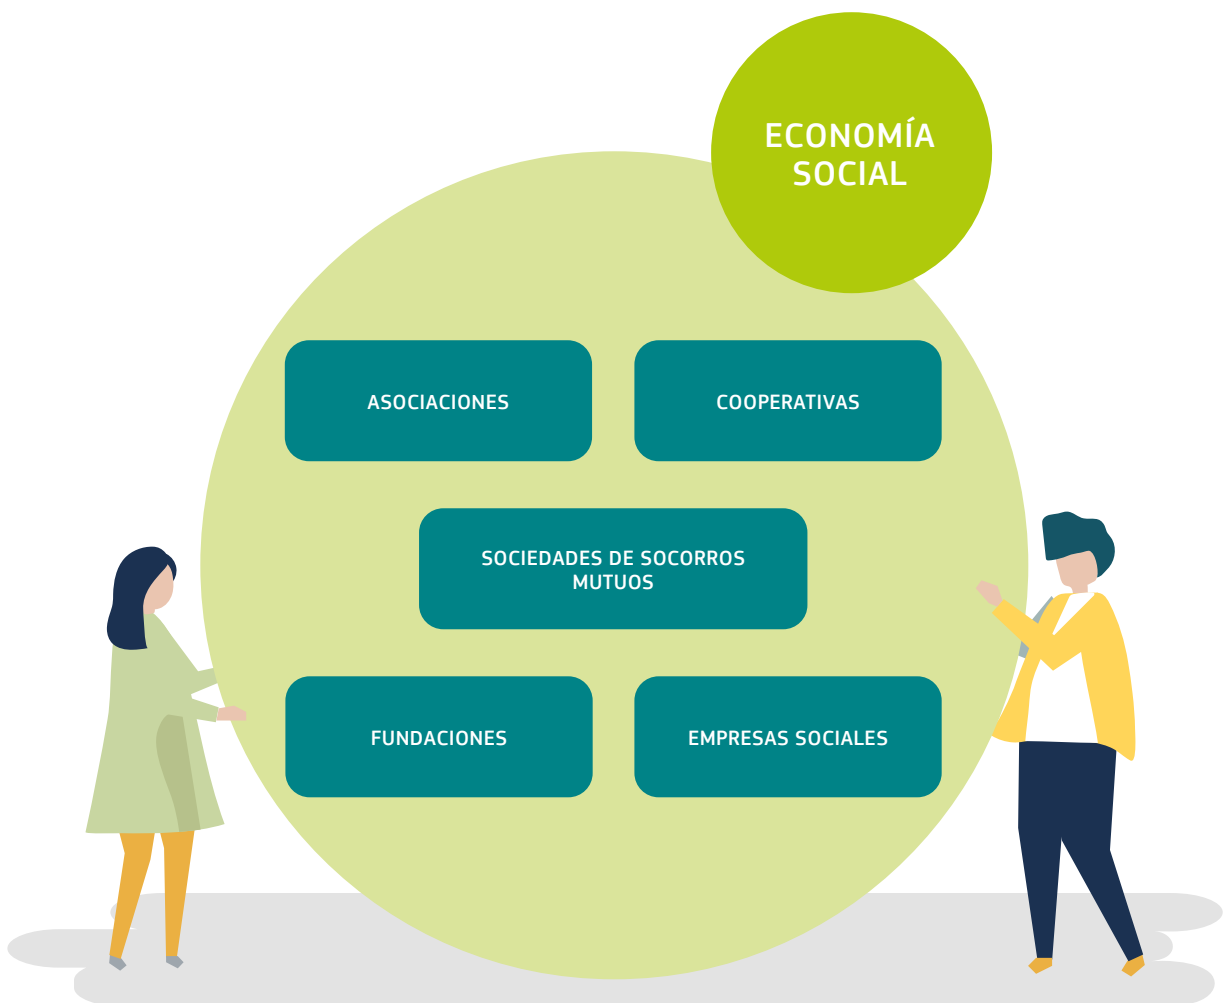 ECONOMÍA
SOCIAL
ASOCIACIONES
COOPERATIVAS
SOCIEDADES DE SOCORROS
MUTUOS
FUNDACIONES
EMPRESAS SOCIALES